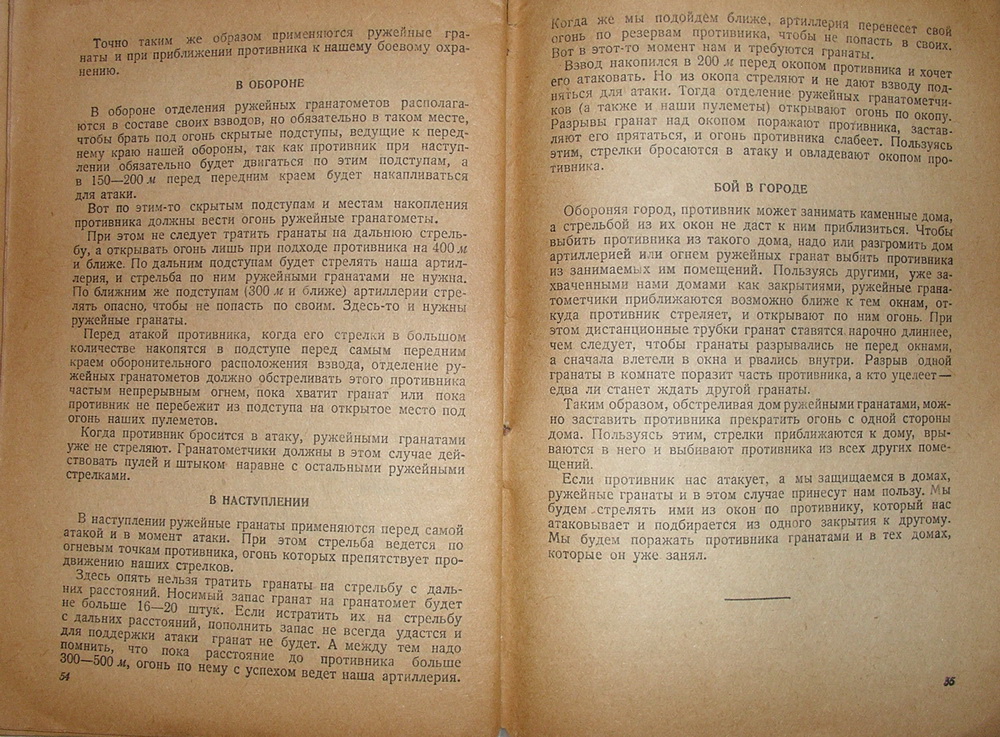 Точно таким же образом применяются ружейные гра-
наты и при приближении противника к нашему боевому охра-
нению.
В ОБОРОНЕ
В обороне отделения ружейных гранатометов располага-
ются в составе своих взводов, но обязательно в таком месте,
чтобы брать под огонь скрытые подступы, ведущие к перед-
нему краю нашей обороны, так как противник при наступ-
лении обязательно будет двигаться по этим подступам, а
в 150—200 м перед передним краем будет накапливаться
для атаки.
Вот по этим-то скрытым подступам и местам накопления
противника должны вести огонь ружейные гранатометы.
При этом не следует тратить гранаты на дальнюю стрель-
бу, а открывать огонь лишь при подходе противника на 400 м
и ближе. По дальним подступам будет стрелять наша артил-
лерия, и стрельба по ним ружейными гранатами не нужна.
По ближним же подступам (300 м и ближе) артиллерии стре-
лять опасно, чтобы не попасть по своим. Здесь-то и нужны
ружейные гранаты.
Перед атакой противника, когда его стрелки в большом
количестве накопятся в подступе перед самым передним
краем оборонительного расположения взвода, отделение ру-
жейных гранатометов должно обстреливать этого противника
частым непрерывным огнем, пока хватит гранат или пока
противник не перебежит из подступа на открытое место под
огонь наших пулеметов.
Когда противник бросится в атаку, ружейными гранатами
уже не стреляют. Гранатометчики должны в этом случае дей-
ствовать пулей и штыком наравне с остальными ружейными
стрелками.
В НАСТУПЛЕНИИ
В наступлении ружейные гранаты применяются перед самой
атакой и в момент атаки. При этом стрельба ведется по
огневым точкам противника, огонь которых препятствует про-
движению наших стрелков.
Здесь опять нельзя тратить гранаты на стрельбу с даль-
них расстояний. Носимый запас гранат на гранатомет будет
не больше 16—20 штук. Если истратить их на стрельбу
с дальних расстояний, пополнить запас не всегда удастся и
для поддержки атаки гранат не будет. А между тем надо
помнить, что пока расстояние до противника больше
300—500 м, огонь по нему с успехом ведет наша артиллерия.
54
Когда же мы подойдем ближе, артиллерия перенесет свой
огонь по резервам противника, чтобы не попасть в своих.
Вот в этот-то момент нам и требуются гранаты.
Взвод накопился в 200 м перед окопом противника и хочет
его атаковать. Но из окопа стреляют и не дают взводу под-
няться для атаки. Тогда отделение ружейных гранатометчи-
ков (а также и наши пулеметы) открывают огонь по окопу.
Разрывы гранат над окопом поражают противника, застав-
ляют его прятаться, и огонь противника слабеет. Пользуясь
этим, стрелки бросаются в атаку и овладевают окопом про-
тивника.
БОЙ В ГОРОДЕ
Обороняя город, противник может занимать каменные дома,
а стрельбой из их окон не даст к ним приблизиться. Чтобы
выбить противника из такого дома, надо или разгромить дом
артиллерией или огнем ружейных гранат выбить противника
из занимаемых им помещений. Пользуясь другими, уже за-
хваченными нами домами как закрытиями, ружейные грана-
тометчики приближаются возможно ближе к тем окнам, от-
куда противник стреляет, и открывают по ним огонь. При
этом дистанционные трубки гранат ставятся нарочно длиннее,
чем следует, чтобы гранаты разрывались не перед окнами,
а сначала влетели в окна и рвались внутри. Разрыв одной
гранаты в комнате поразит часть противника, а кто уцелеет—
едва ли станет ждать другой гранаты.
Таким образом, обстреливая дом ружейными гранатами, мож-
но заставить противника прекратить огонь с одной стороны
дома. Пользуясь этим, стрелки приближаются к дому, вры-
ваются в него и выбивают противника из всех других поме-
щений.
Если противник нас атакует, а мы защищаемся в домах,
ружейные гранаты и в этом случае принесут нам пользу. Мы
будем стрелять ими из окон по противнику, который нас
атаковывает и подбирается из одного закрытия к другому.
Мы будем поражать противника гранатами и в тех домах,
которые он уже занял.
55